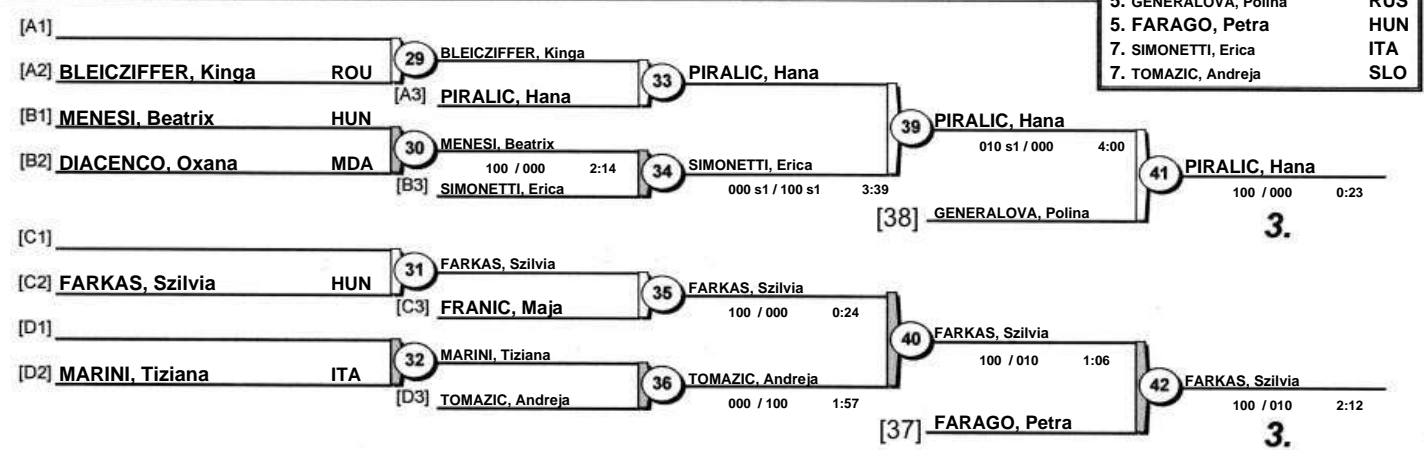 5. GENERALOVA, Polina RUS
5. FARAGO, Petra HUN
7. SIMONETTI, Erica ITA
7. TOMAZIC, Andreja SLO
[A1]
29 BLEICZIFFER, Kinga
[A2] BLEICZIFFER, Kinga ROU
33 PIRALIC, Hana
[A3] PIRALIC, Hana
[B1] MENESI, Beatrix HUN
39 PIRALIC, Hana
010 s1 / 000 4:00
30 MENESI, Beatrix
100 / 000 2:14
[B2] DIACENCO, Oxana MDA
34 SIMONETTI, Erica
000 s1 / 100 s1 3:39
[B3] SIMONETTI, Erica
41 PIRALIC, Hana
100 / 000 0:23
[38] GENERALOVA, Polina
3.
[C1]
31 FARKAS, Szilvia
[C2] FARKAS, Szilvia HUN
35 FARKAS, Szilvia
100 / 000 0:24
[C3] FRANIC, Maja
[D1]
40 FARKAS, Szilvia
100 / 010 1:06
32 MARINI, Tiziana
[D2] MARINI, Tiziana ITA
36 TOMAZIC, Andreja
000 / 100 1:57
[D3] TOMAZIC, Andreja
42 FARKAS, Szilvia
100 / 010 2:12
[37] FARAGO, Petra
3.